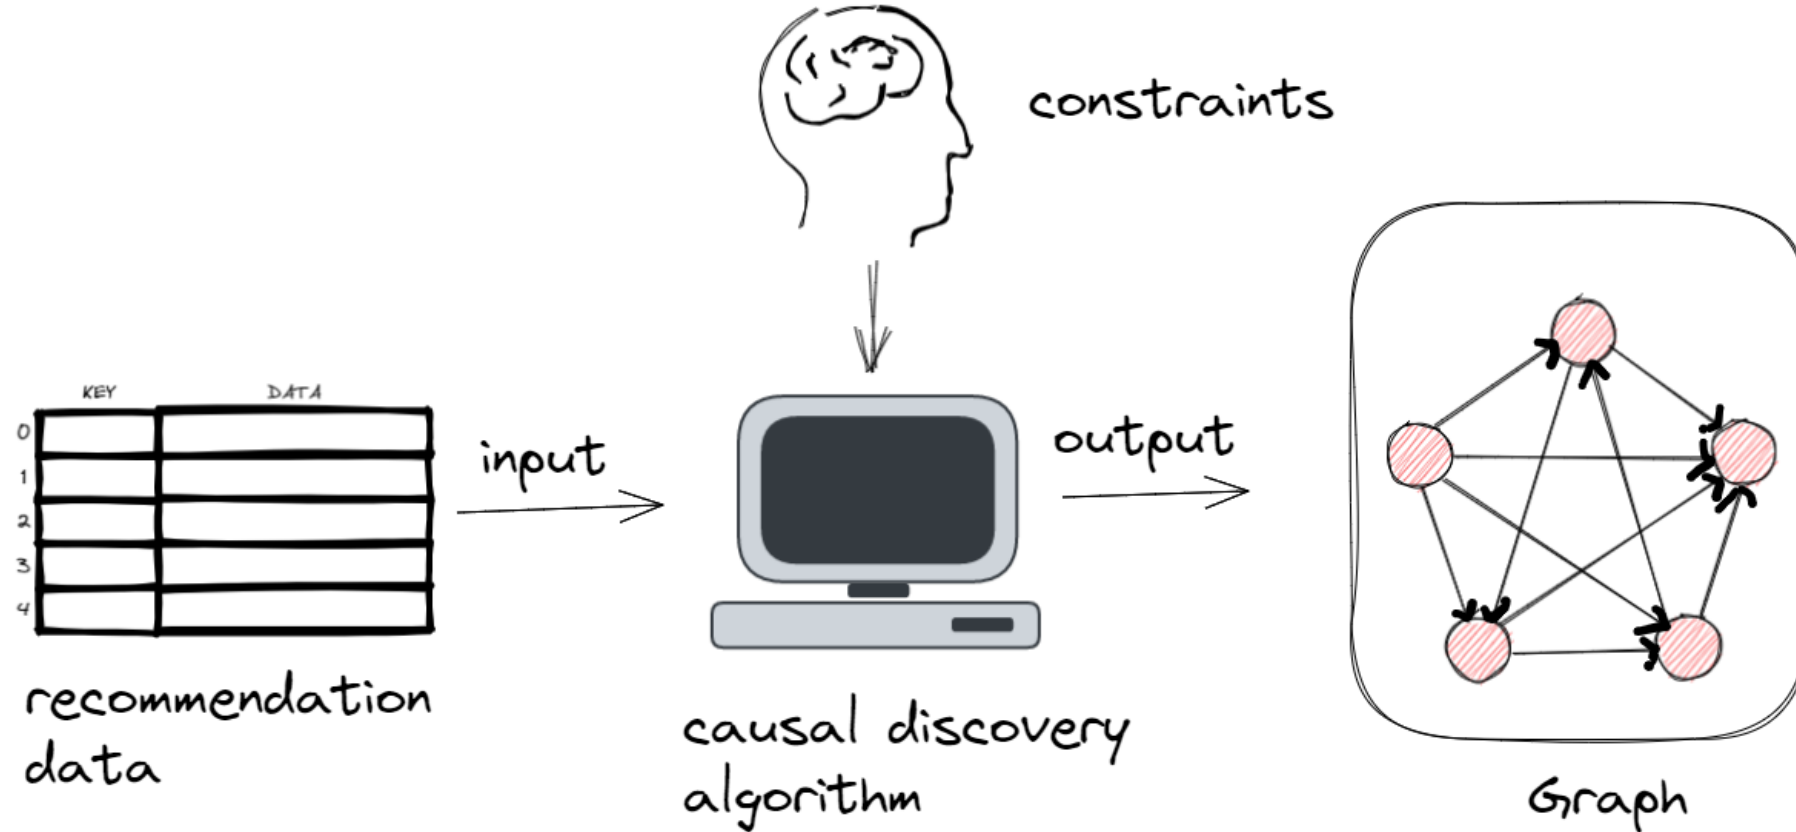 constraints
KEY DATA
0
1
2
3
4
input
output
recommendation
data
causal discovery
algorithm
Graph